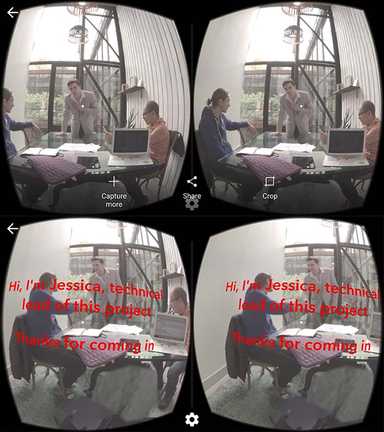 Capture
more
Share
Crop
Hi, I'm Jessica, technical
lead of this project
Thanks for coming in
Hi, I'm Jessica, technical
lead of this project
Thanks for coming in